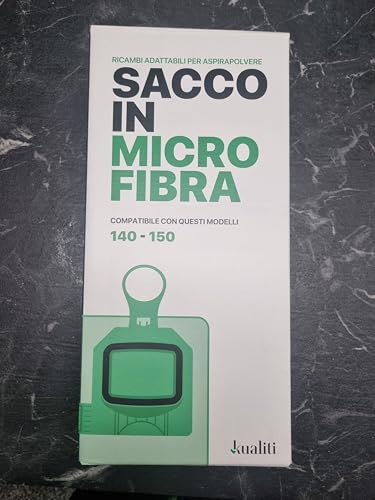 RICAMBI ADATTABILI PER ASPIRAPOLVERE
SACCO
IN
MICRO
FIBRA
COMPATIBILE CON QUESTI MODELLI
140 - 150
kualiti